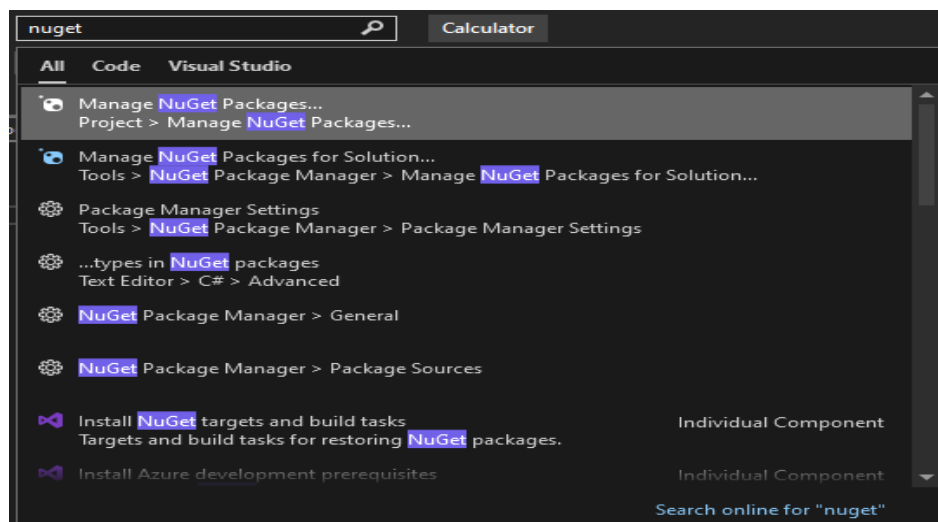 nuget
Calculator
All Code Visual Studio
Manage NuGet Packages...
Project > Manage NuGet Packages...
Manage NuGet Packages for Solution...
Tools > NuGet Package Manager > Manage NuGet Packages for Solution...
Package Manager Settings
Tools > NuGet Package Manager > Package Manager Settings
...types in NuGet packages
Text Editor > C# > Advanced
NuGet Package Manager > General
NuGet Package Manager > Package Sources
Install NuGet targets and build tasks Individual Component
Targets and build tasks for restoring NuGet packages.
Install Azure development prerequisites Individual Component
Search online for "nuget"